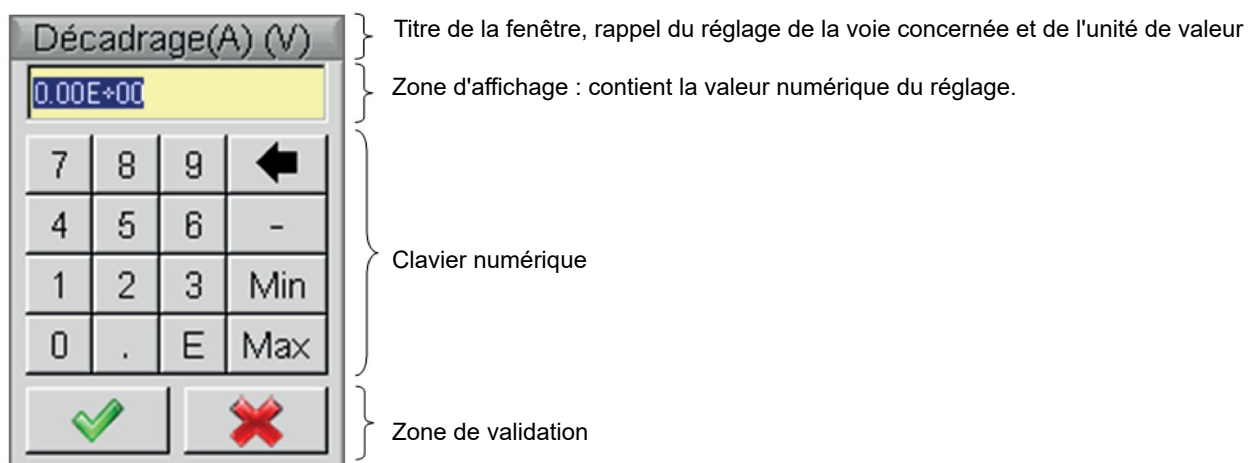 Décadrage(A) (V)
Titre de la fenêtre, rappel du réglage de la voie concernée et de l'unité de valeur
0.00E+00
Zone d'affichage : contient la valeur numérique du réglage.
7 8 9
4 5 6 -
1 2 3 Min
0 . E Max
Clavier numérique
Zone de validation